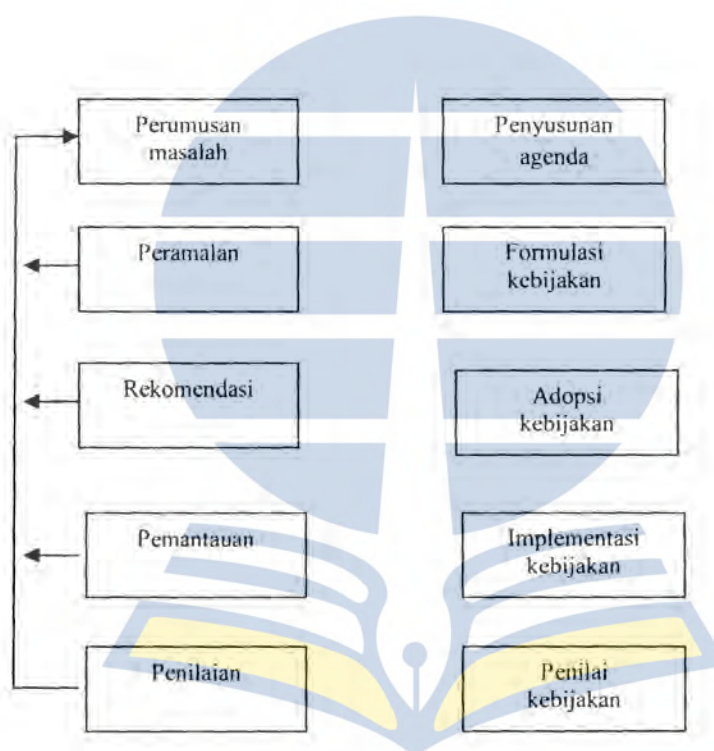 Perumusan
masalah
Penyusunan
agenda
Peramalan
Formulasi
kebijakan
Rekomendasi
Adopsi
kebijakan
Pemantauan
Implementasi
kebijakan
Penilaian
Penilai
kebijakan